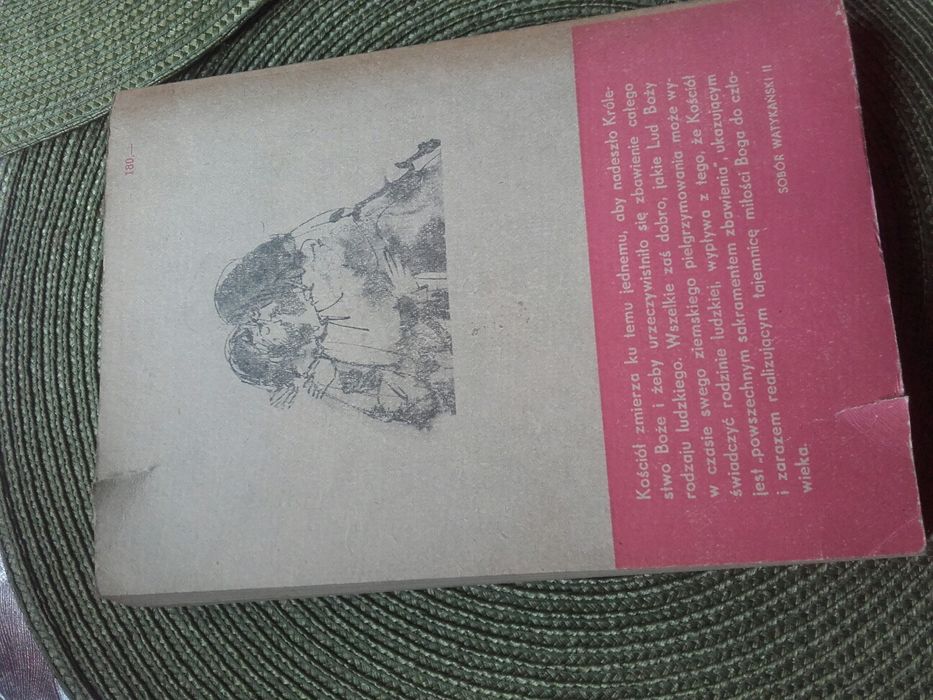 180,—
Kościół zmierza ku temu jednemu, aby nadeszło Króle-
stwo Boże i żeby urzeczywistniło się zbawienie całego
rodzaju ludzkiego. Wszelkie zaś dobro, jakie Lud Boży
w czasie swego ziemskiego pielgrzymowania może wy-
świadczyć rodzinie ludzkiej, wypływa z tego, że Kościół
jest „powszechnym sakramentem zbawienia", ukazującym
i zarazem realizującym tajemnicę miłości Boga do czło-
wieka.
SOBÓR WATYKAŃSKI II